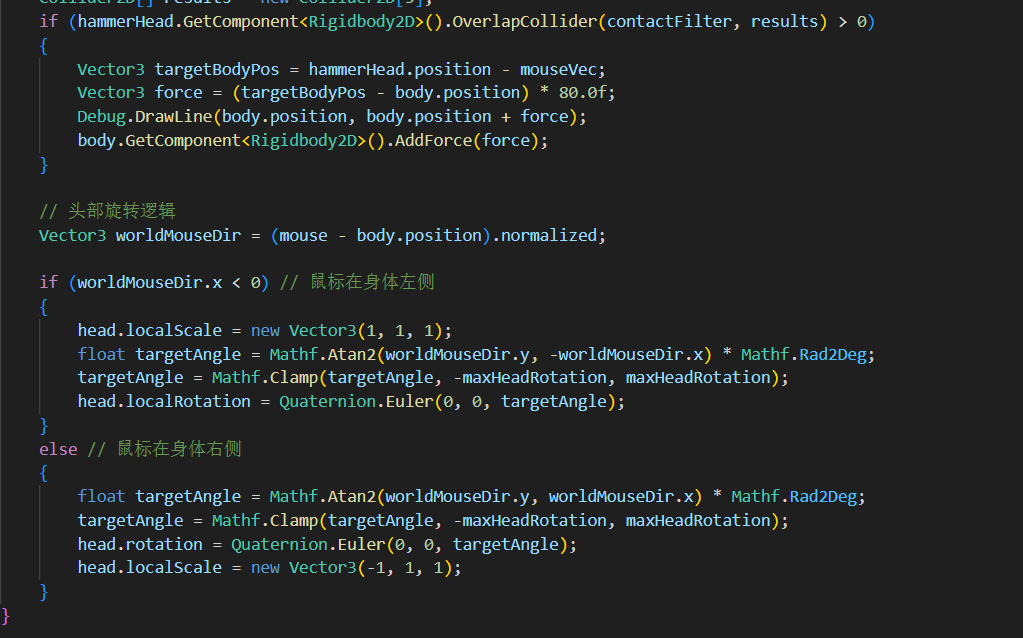 if (hammerHead.GetComponent<Rigidbody2D>().OverlapCollider(contactFilter, results) > 0)
{
Vector3 targetBodyPos = hammerHead.position - mouseVec;
Vector3 force = (targetBodyPos - body.position) * 80.0f;
Debug.DrawLine(body.position, body.position + force);
body.GetComponent<Rigidbody2D>().AddForce(force);
}
// 头部旋转逻辑
Vector3 worldMouseDir = (mouse - body.position).normalized;
if (worldMouseDir.x < 0) // 鼠标在身体左侧
{
head.localScale = new Vector3(1, 1, 1);
float targetAngle = Mathf.Atan2(worldMouseDir.y, -worldMouseDir.x) * Mathf.Rad2Deg;
targetAngle = Mathf.Clamp(targetAngle, -maxHeadRotation, maxHeadRotation);
head.localRotation = Quaternion.Euler(0, 0, targetAngle);
}
else // 鼠标在身体右侧
{
float targetAngle = Mathf.Atan2(worldMouseDir.y, worldMouseDir.x) * Mathf.Rad2Deg;
targetAngle = Mathf.Clamp(targetAngle, -maxHeadRotation, maxHeadRotation);
head.rotation = Quaternion.Euler(0, 0, targetAngle);
head.localScale = new Vector3(-1, 1, 1);
}
}